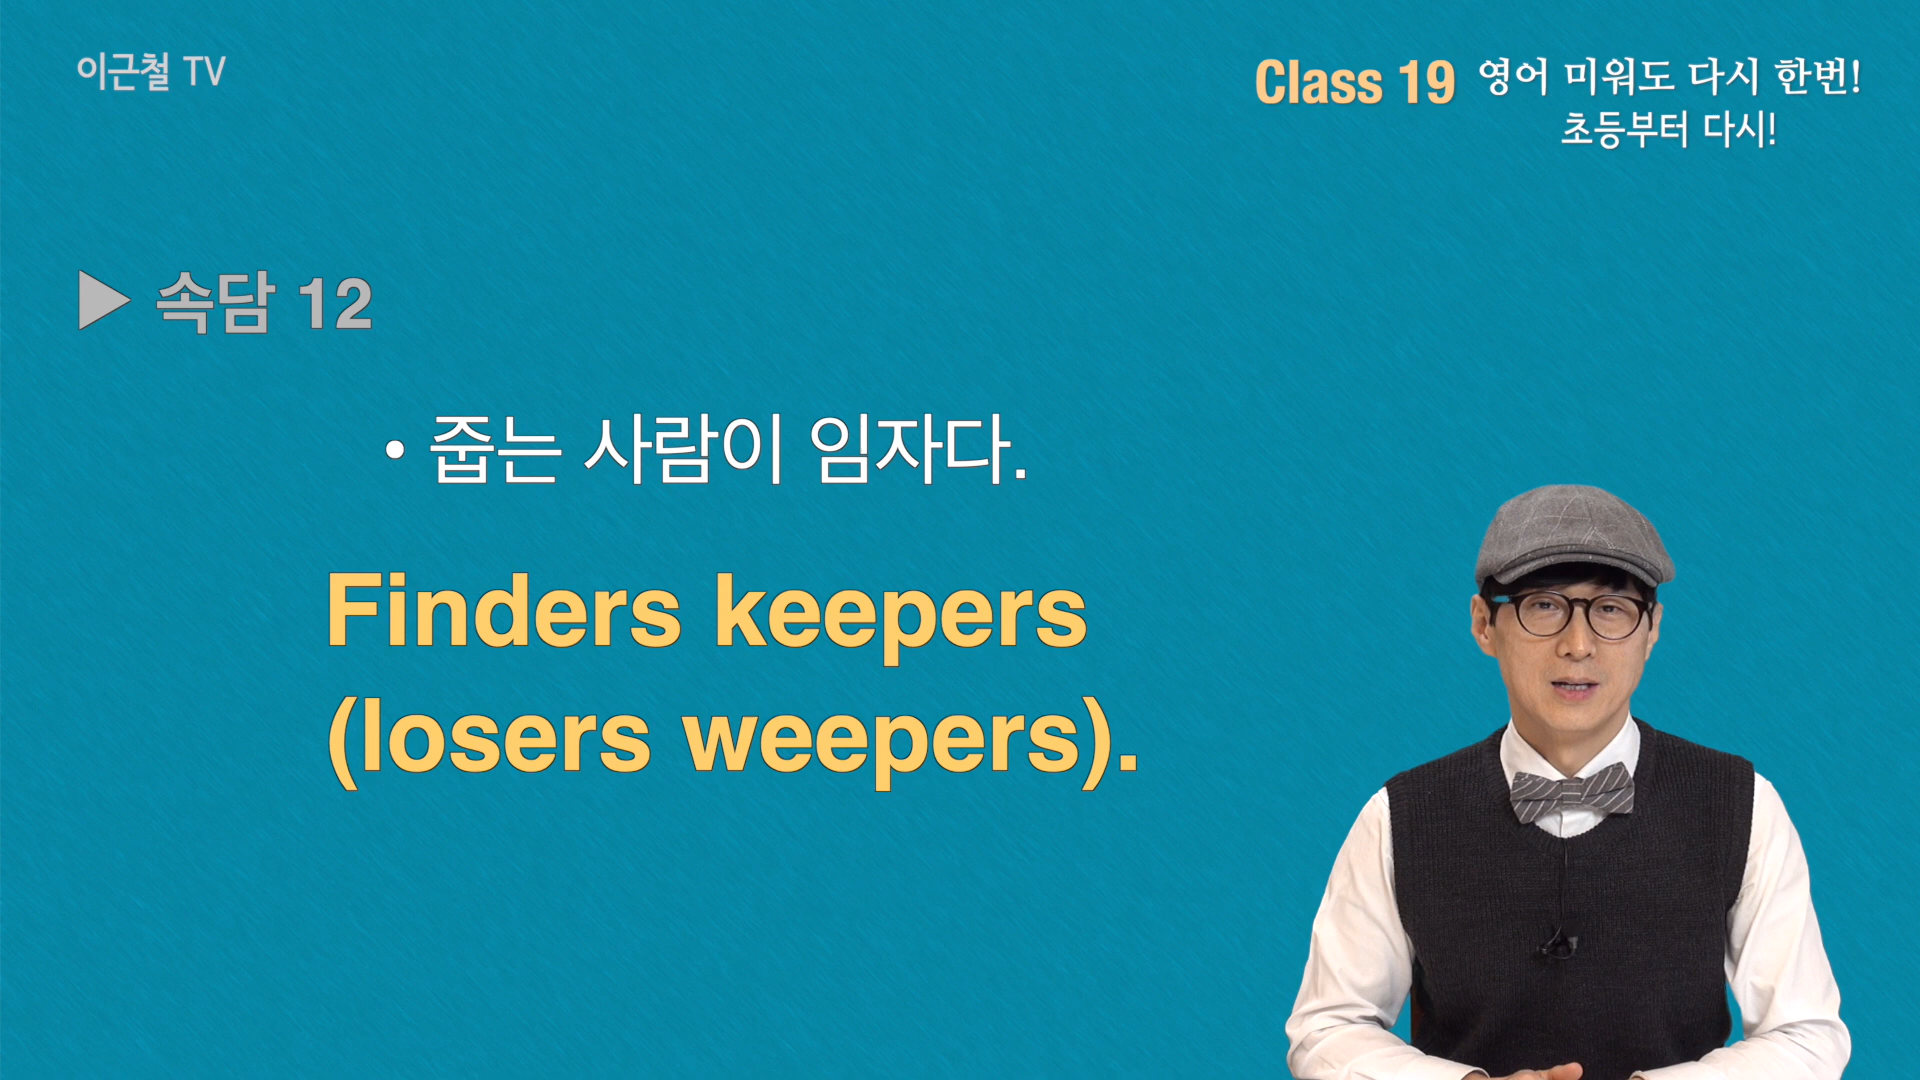 이근철 TV
Class 19 영어 미워도 다시 한번!
초등부터 다시!
▶ 속담 12
• 줍는 사람이 임자다.
Finders keepers
(losers weepers).